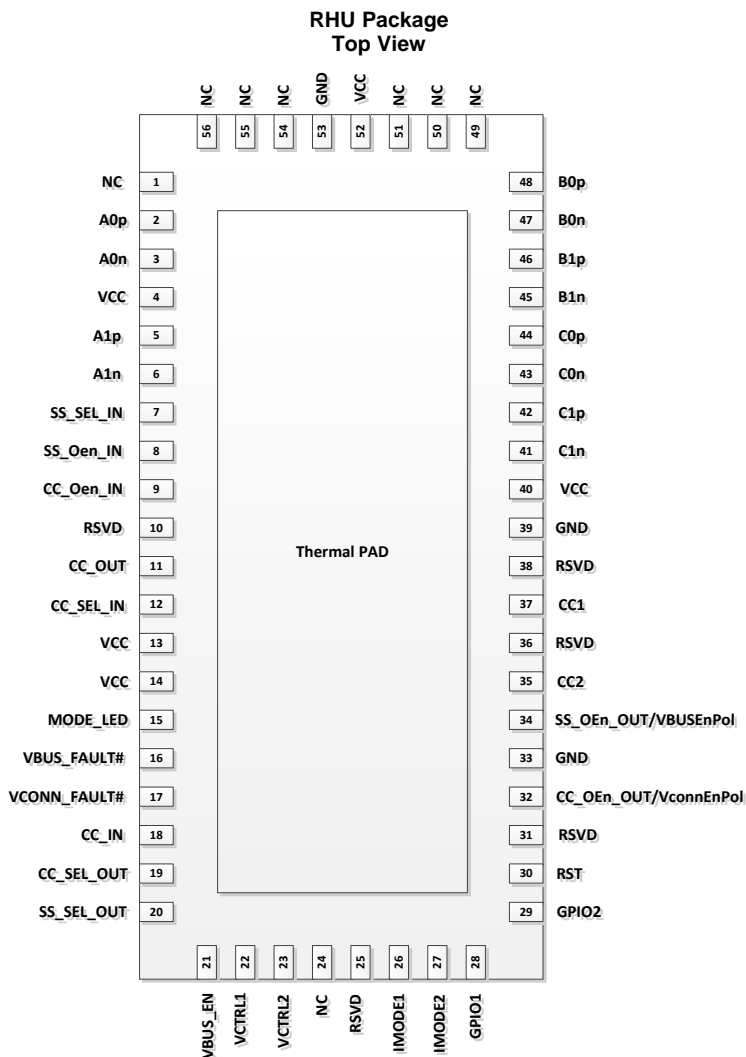 RHU Package
Top View
NC
NC
NC
GND
VCC
NC
NC
NC
56
55
54
53
52
51
50
49
NC 1
A0p 2
A0n 3
VCC 4
A1p 5
A1n 6
SS_SEL_IN 7
SS_Oen_IN 8
CC_Oen_IN 9
RSVD 10
CC_OUT 11
CC_SEL_IN 12
VCC 13
VCC 14
MODE_LED 15
VBUS_FAULT# 16
VCONN_FAULT# 17
CC_IN 18
CC_SEL_OUT 19
SS_SEL_OUT 20
Thermal PAD
48 B0p
47 B0n
46 B1p
45 B1n
44 C0p
43 C0n
42 C1p
41 C1n
40 VCC
39 GND
38 RSVD
37 CC1
36 RSVD
35 CC2
34 SS_OEn_OUT/VBUSEnPol
33 GND
32 CC_OEn_OUT/VconnEnPol
31 RSVD
30 RST
29 GPIO2
21
22
23
24
25
26
27
28
VBUS_EN
VCTRL1
VCTRL2
NC
RSVD
IMODE1
IMODE2
GPIO1